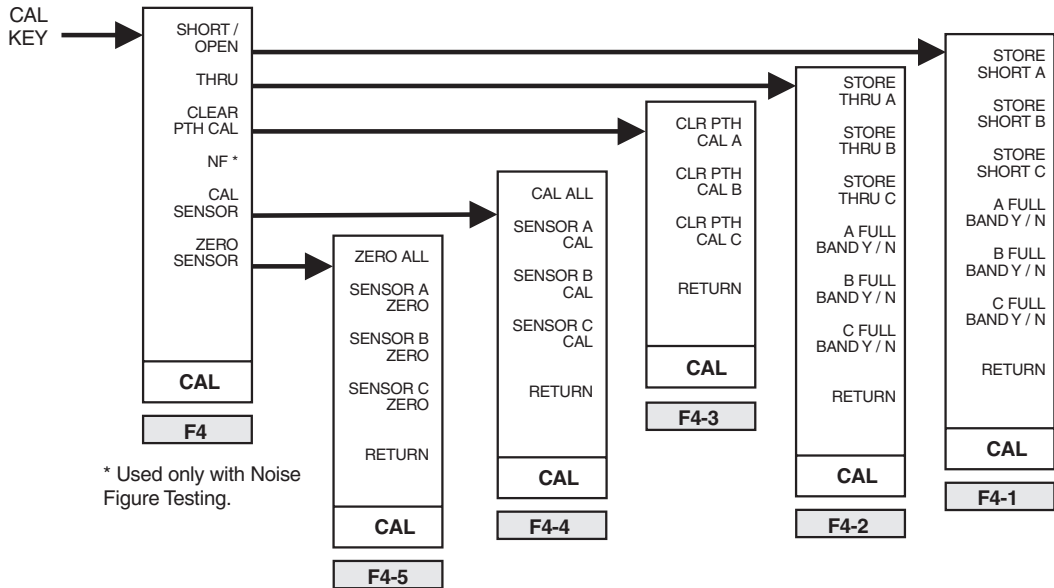 CAL
KEY
SHORT /
OPEN
THRU
CLEAR
PTH CAL
NF *
CAL
SENSOR
ZERO
SENSOR
CAL
F4
* Used only with Noise
Figure Testing.
ZERO ALL
SENSOR A
ZERO
SENSOR B
ZERO
SENSOR C
ZERO
RETURN
CAL
F4-5
CAL ALL
SENSOR A
CAL
SENSOR B
CAL
SENSOR C
CAL
RETURN
CAL
F4-4
CLR PTH
CAL A
CLR PTH
CAL B
CLR PTH
CAL C
RETURN
CAL
F4-3
STORE
THRU A
STORE
THRU B
STORE
THRU C
A FULL
BAND Y / N
B FULL
BAND Y / N
C FULL
BAND Y / N
RETURN
CAL
F4-2
STORE
SHORT A
STORE
SHORT B
STORE
SHORT C
A FULL
BAND Y / N
B FULL
BAND Y / N
C FULL
BAND Y / N
RETURN
CAL
F4-1